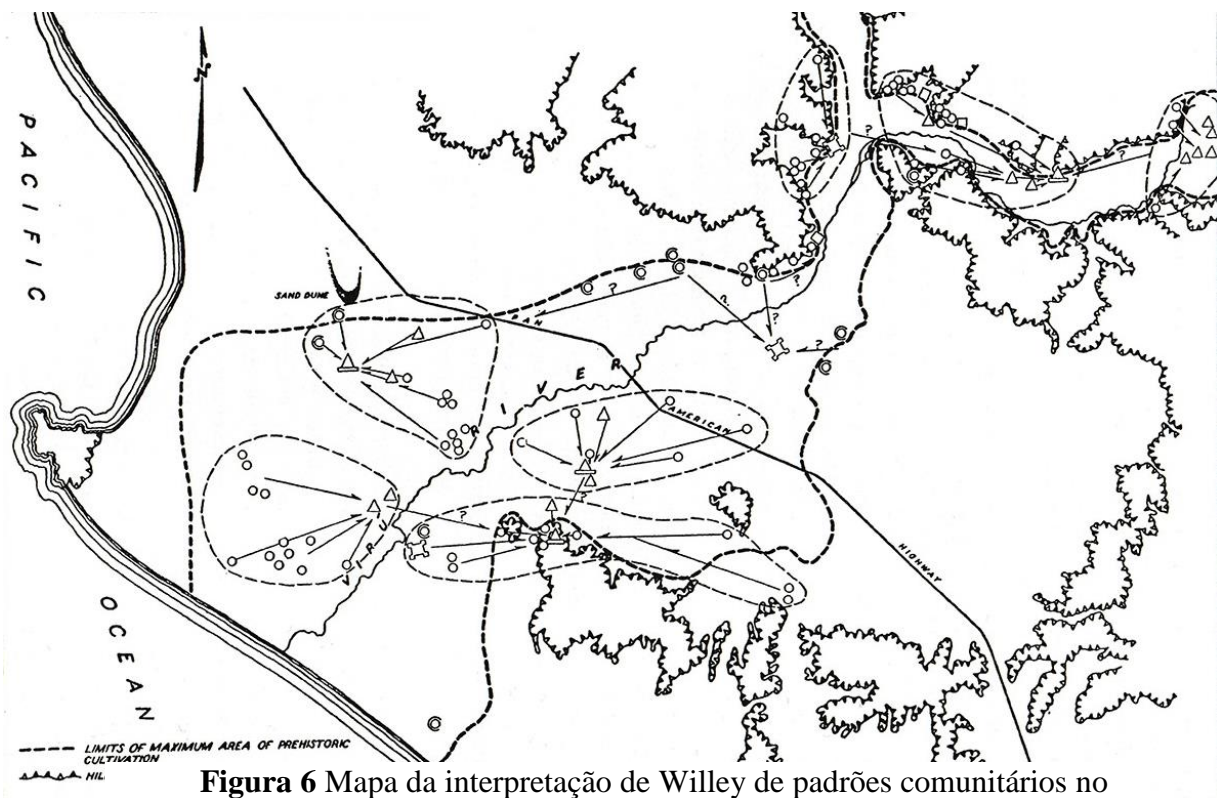 PACIFIC
N
SAND DUNE
PAN
AMERICAN
HIGHWAY
VIRU
RIVER
OCEAN
? ? ? ? ? ? ? ? ? ?
LIMITS OF MAXIMUM AREA OF PREHISTORIC
CULTIVATION
HIL
Figura 6 Mapa da interpretação de Willey de padrões comunitários no